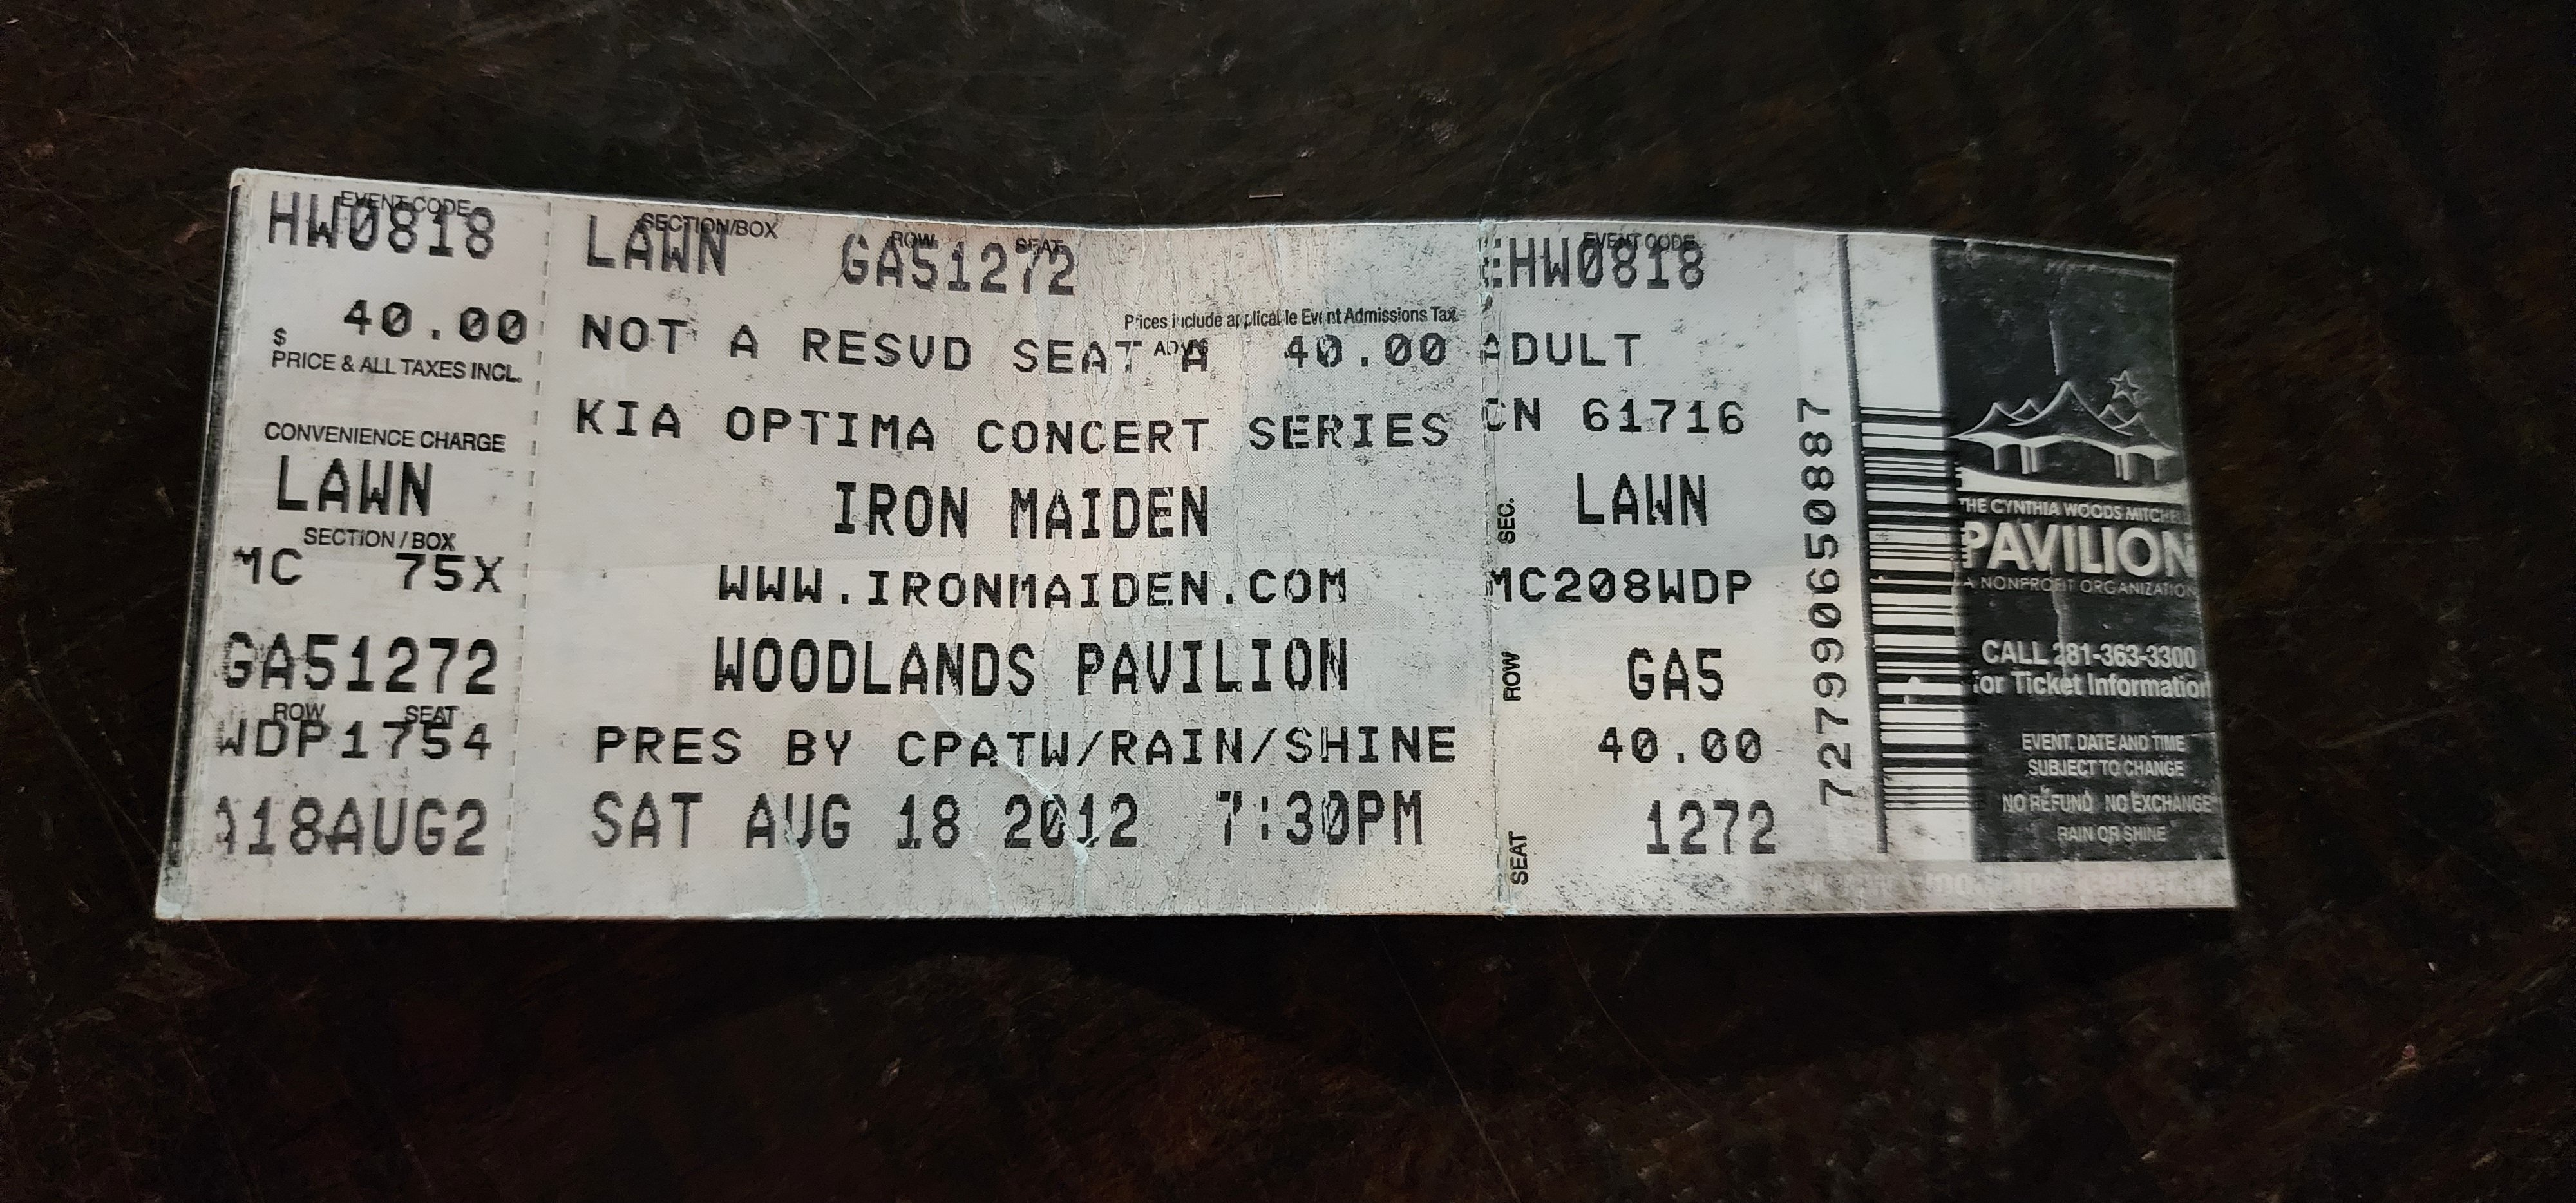 EVENT CODE
HW0818
$ 40.00
PRICE & ALL TAXES INCL.
CONVENIENCE CHARGE
LAWN
SECTION / BOX
MC 75X
GA51272
ROW SEAT
WDP1754
A18AUG2
SECTION/BOX ROW SEAT
LAWN GA51272
Prices include applicable Event Admissions Tax
NOT A RESVD SEAT A 40.00
KIA OPTIMA CONCERT SERIES
IRON MAIDEN
WWW.IRONMAIDEN.COM
WOODLANDS PAVILION
PRES BY CPATW/RAIN/SHINE
SAT AUG 18 2012 7:30PM
EVENT CODE
EHW0818
ADULT
CN 61716
SEC. LAWN
MC208WDP
ROW GA5
40.00
SEAT 1272
727990650887
THE CYNTHIA WOODS MITCHELL
PAVILION
A NONPROFIT ORGANIZATION
CALL 281-363-3300
for Ticket Information
EVENT, DATE AND TIME
SUBJECT TO CHANGE
NO REFUND NO EXCHANGE
RAIN OR SHINE